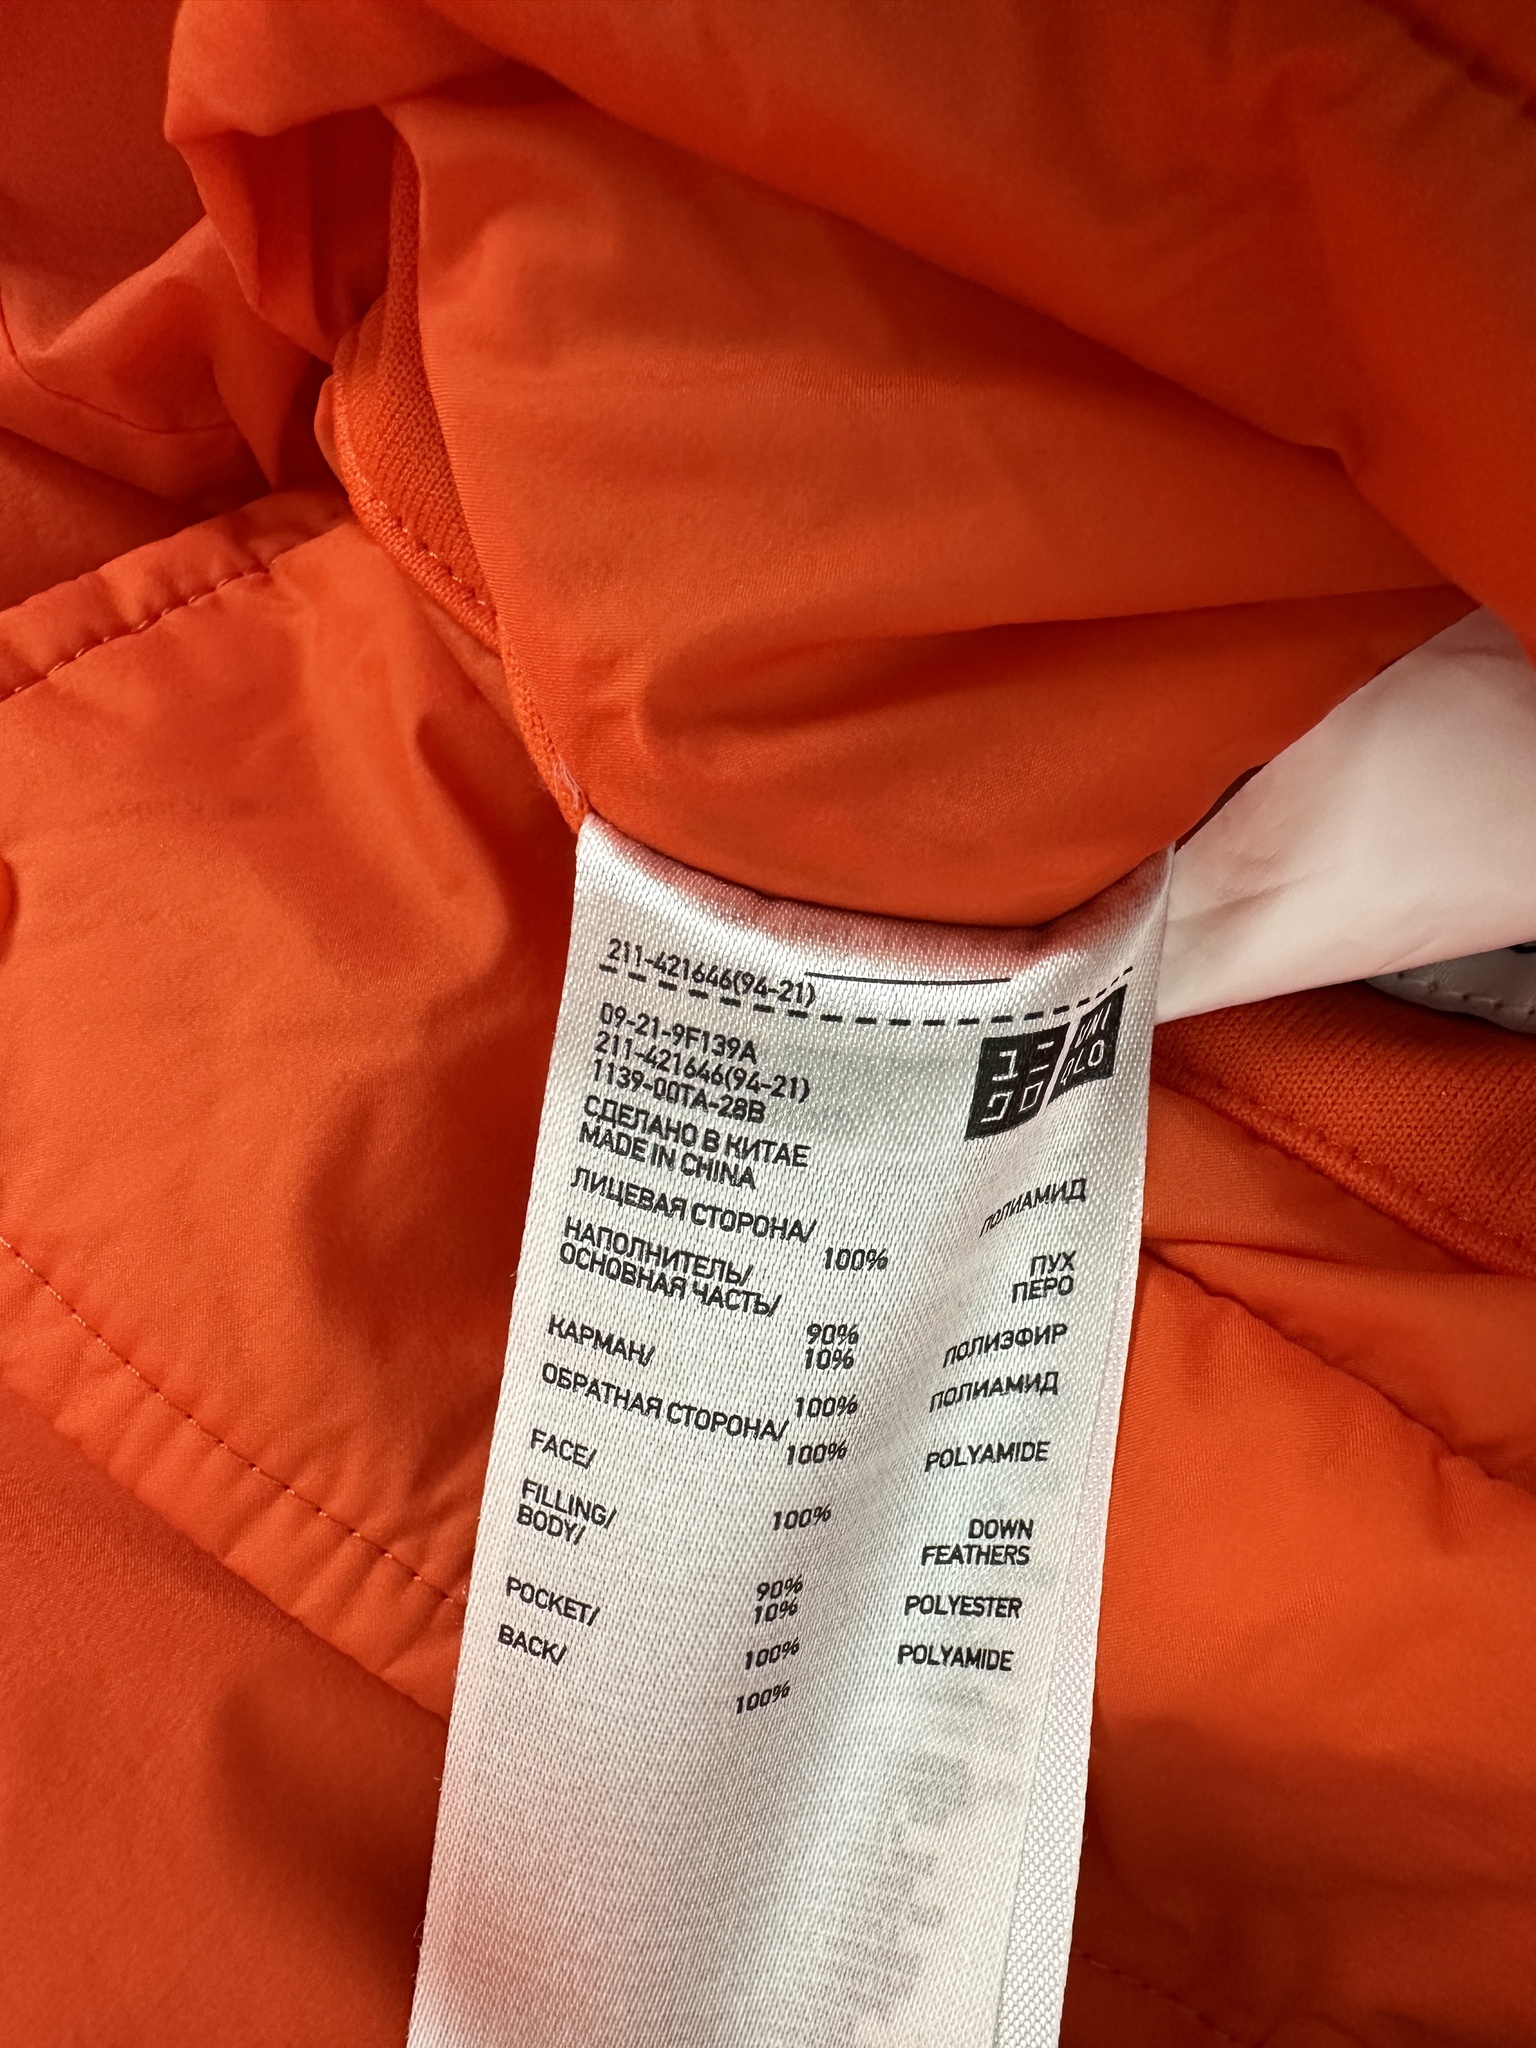 211-421646(94-21)
UNI
QLO
09-21-9F139A
211-421646(94-21)
1139-00TA-28B
СДЕЛАНО В КИТАЕ
MADE IN CHINA
ЛИЦЕВАЯ СТОРОНА/
100% ПОЛИАМИД
НАПОЛНИТЕЛЬ/
ОСНОВНАЯ ЧАСТЬ/
90% ПУХ
10% ПЕРО
КАРМАН/
100% ПОЛИЭФИР
ОБРАТНАЯ СТОРОНА/
100% ПОЛИАМИД
FACE/
100% POLYAMIDE
FILLING/
BODY/
90% DOWN
10% FEATHERS
POCKET/
100% POLYESTER
BACK/
100% POLYAMIDE